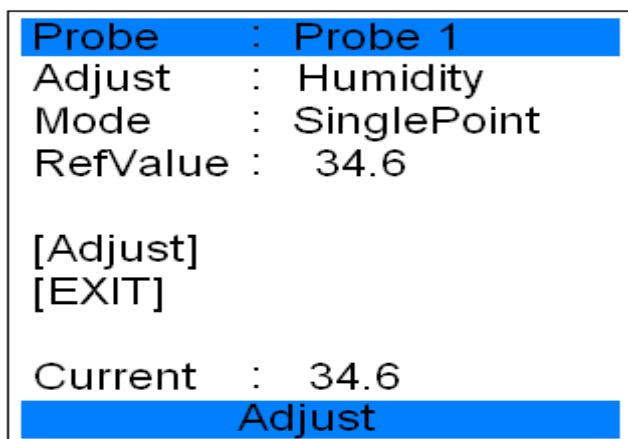 Probe : Probe 1
Adjust : Humidity
Mode : SinglePoint
RefValue : 34.6
[Adjust]
[EXIT]
Current : 34.6
Adjust